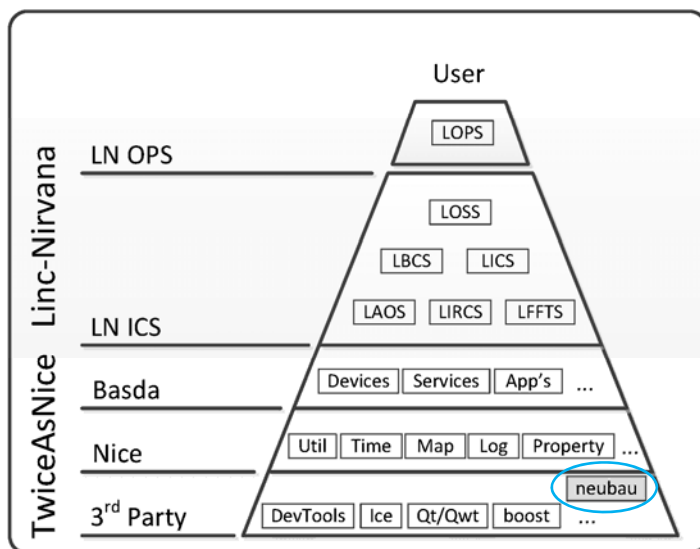 User
LOPS
LN OPS
LOSS
LBCS LICS
LAOS LIRCS LFFTS
LN ICS
Linc-Nirvana
Devices Services App's ...
Basda
Util Time Map Log Property ...
Nice
neubau
DevTools Ice Qt/Qwt boost ...
3rd Party
TwiceAsNice